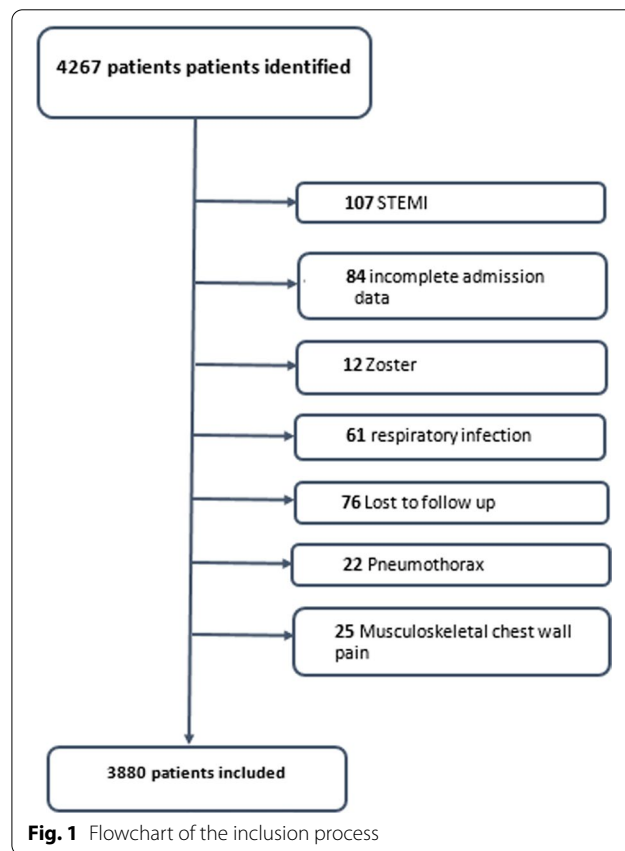 4267 patients patients identified
107 STEMI
84 incomplete admission
data
12 Zoster
61 respiratory infection
76 Lost to follow up
22 Pneumothorax
25 Musculoskeletal chest wall
pain
3880 patients included
Fig. 1 Flowchart of the inclusion process